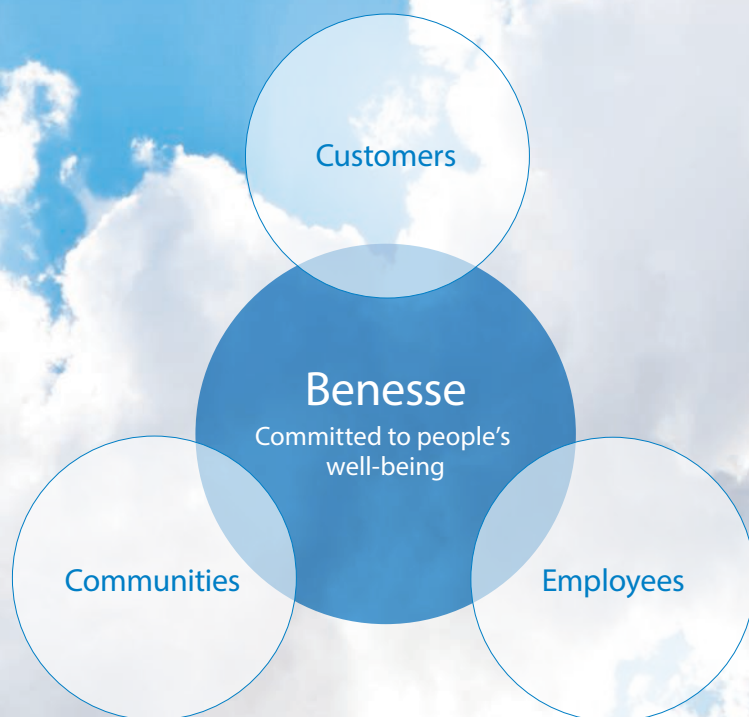 Customers
Benesse
Committed to people’s
well-being
Communities
Employees